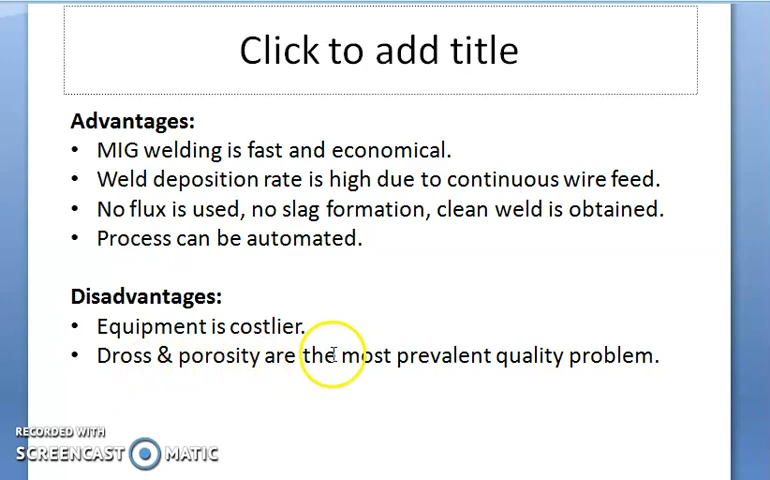 Click to add title
Advantages:
• MIG welding is fast and economical.
• Weld deposition rate is high due to continuous wire feed.
• No flux is used, no slag formation, clean weld is obtained.
• Process can be automated.
Disadvantages:
• Equipment is costlier.
• Dross & porosity are the most prevalent quality problem.
RECORDED WITH
SCREENCAST MATIC